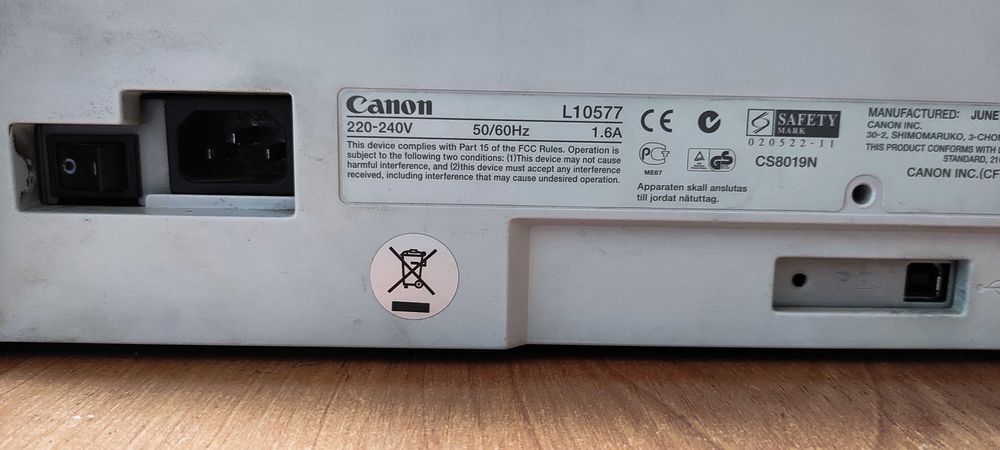 Canon L10577
220-240V 50/60Hz 1.6A
This device complies with Part 15 of the FCC Rules. Operation is
subject to the following two conditions: (1)This device may not cause
harmful interference, and (2)this device must accept any interference
received, including interference that may cause undesired operation.
CE
SAFETY
MARK
020522-11
ME67
GS
CS8019N
Apparaten skall anslutas
till jordat nätuttag.
MANUFACTURED: JUNE
CANON INC.
30-2, SHIMOMARUKO, 3-CHO
THIS PRODUCT CONFORMS WITH
STANDARD, 21
CANON INC.(CF